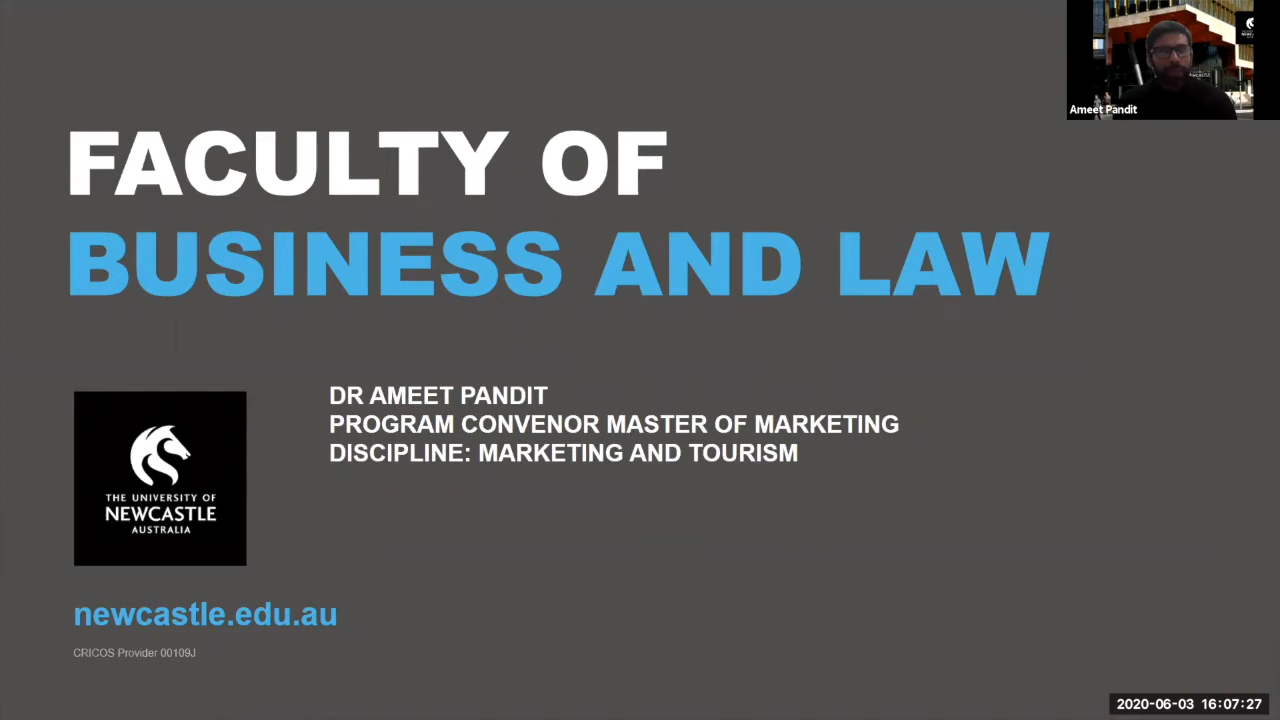 FACULTY OF
BUSINESS AND LAW
Ameet Pandit
DR AMEET PANDIT
PROGRAM CONVENOR MASTER OF MARKETING
DISCIPLINE: MARKETING AND TOURISM
THE UNIVERSITY OF
NEWCASTLE
AUSTRALIA
newcastle.edu.au
CRICOS Provider 00109J
2020-06-03 16:07:27